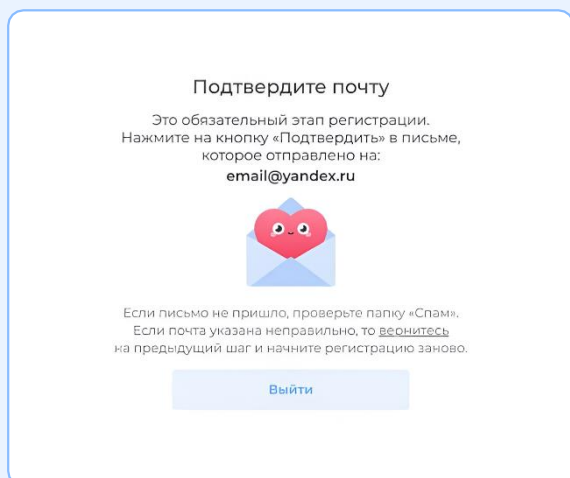 Подтвердите почту
Это обязательный этап регистрации.
Нажмите на кнопку «Подтвердить» в письме,
которое отправлено на:
email@yandex.ru
Если письмо не пришло, проверьте папку «Спам».
Если почта указана неправильно, то вернитесь
на предыдущий шаг и начните регистрацию заново.
Выйти